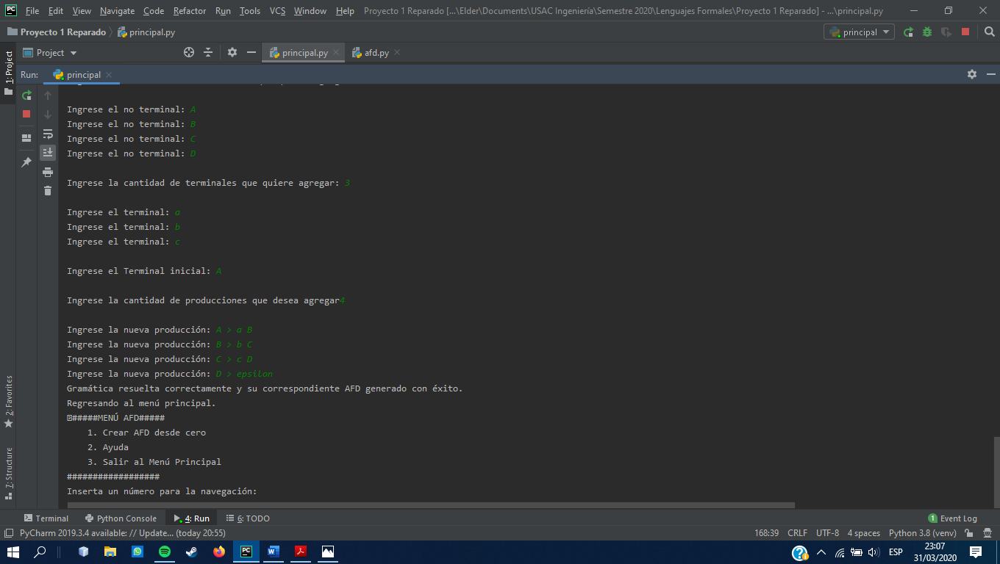 File Edit View Navigate Code Refactor Run Tools VCS Window Help Proyecto 1 Reparado [...\Elder\Documents\USAC Ingeniería\Semestre 2020\Lenguajes Formales\Proyecto 1 Reparado] - ...\principal.py
Proyecto 1 Reparado principal.py principal
Project principal.py afd.py
1: Project
Run: principal
Ingrese el no terminal: A
Ingrese el no terminal: B
Ingrese el no terminal: C
Ingrese el no terminal: D
Ingrese la cantidad de terminales que quiere agregar: 3
Ingrese el terminal: a
Ingrese el terminal: b
Ingrese el terminal: c
Ingrese el Terminal inicial: A
Ingrese la cantidad de producciones que desea agregar4
Ingrese la nueva producción: A > a B
Ingrese la nueva producción: B > b C
Ingrese la nueva producción: C > c D
Ingrese la nueva producción: D > epsilon
Gramática resuelta correctamente y su correspondiente AFD generado con éxito.
Regresando al menú principal.
#####MENÚ AFD#####
1. Crear AFD desde cero
2. Ayuda
3. Salir al Menú Principal
##################
Inserta un número para la navegación:
2: Favorites
7: Structure
Terminal Python Console 4: Run 6: TODO 1 Event Log
PyCharm 2019.3.4 available: // Update... (today 20:55) 168:39 CRLF UTF-8 4 spaces Python 3.8 (venv)
ESP 23:07
31/03/2020